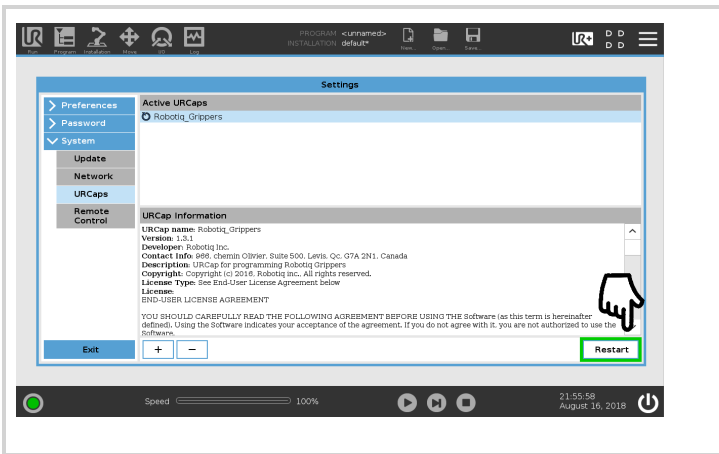 PROGRAM <unnamed>
INSTALLATION default*
UR
Run
Program
Installation
Move
I/O
Log
New...
Open...
Save...
UR+
D D
D D
Settings
Preferences
Password
System
Update
Network
URCaps
Remote
Control
Exit
Active URCaps
Robotiq_Grippers
URCap Information
URCap name: Robotiq_Grippers
Version: 1.3.1
Developer: Robotiq Inc.
Contact Info: 966, chemin Olivier, Suite 500, Levis, Qc, G7A 2N1, Canada
Description: URCap for programming Robotiq Grippers
Copyright: Copyright (c) 2016, Robotiq inc., All rights reserved.
License Type: See End-User License Agreement below
License:
END-USER LICENSE AGREEMENT
YOU SHOULD CAREFULLY READ THE FOLLOWING AGREEMENT BEFORE USING THE Software (as this term is hereinafter
defined). Using the Software indicates your acceptance of the agreement. If you do not agree with it, you are not authorized to use the
Software.
+
−
Restart
Speed
100%
21:55:58
August 16, 2018